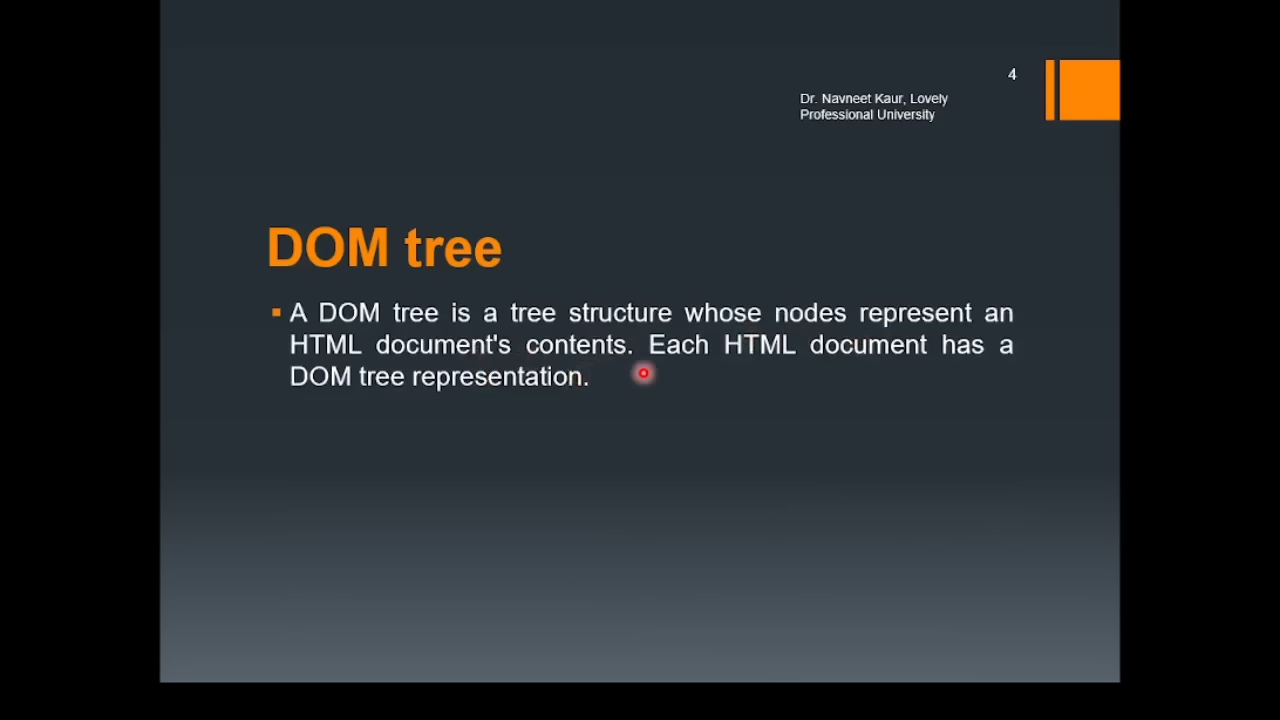 4
Dr. Navneet Kaur, Lovely
Professional University
DOM tree
A DOM tree is a tree structure whose nodes represent an
HTML document's contents. Each HTML document has a
DOM tree representation.